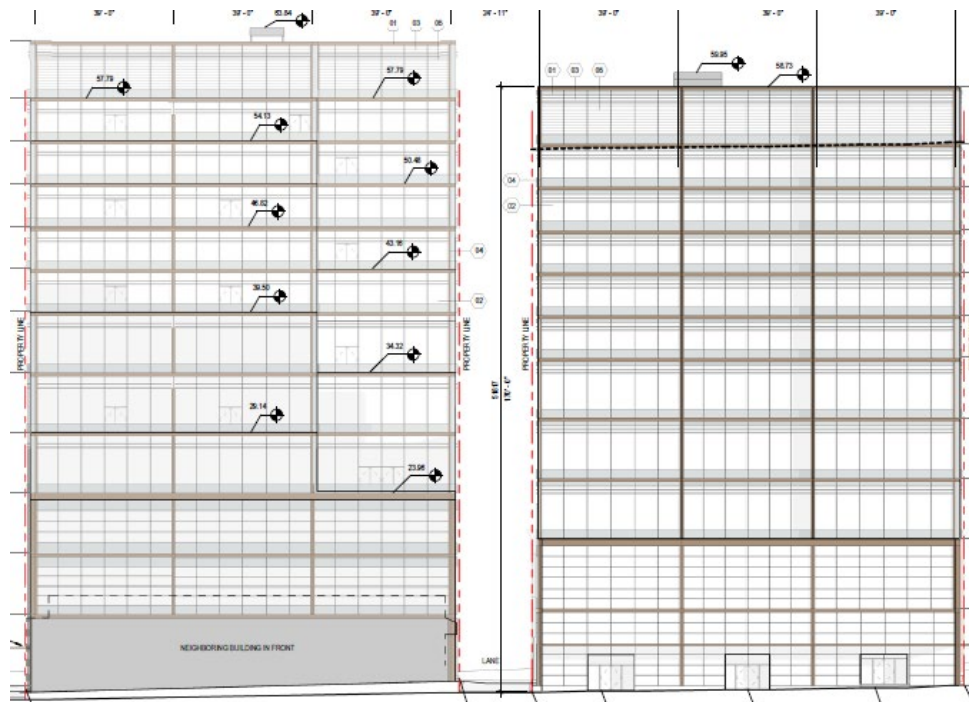 39' - 0" 39' - 0" 39' - 0" 24' - 11" 39' - 0" 39' - 0" 39' - 0"
63.84
01 03 05
57.79 57.79
59.95 58.73
01 03 05
54.13
50.48
04
02
46.82
43.16
04
39.50
02
PROPERTY LINE PROPERTY LINE PROPERTY LINE
34.32
170' - 0"
29.14
23.96
NEIGHBORING BUILDING IN FRONT
LANE